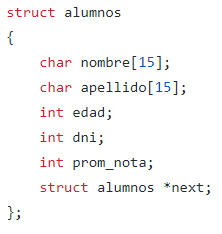 struct alumnos
{
    char nombre[15];
    char apellido[15];
    int edad;
    int dni;
    int prom_nota;
    struct alumnos *next;
};